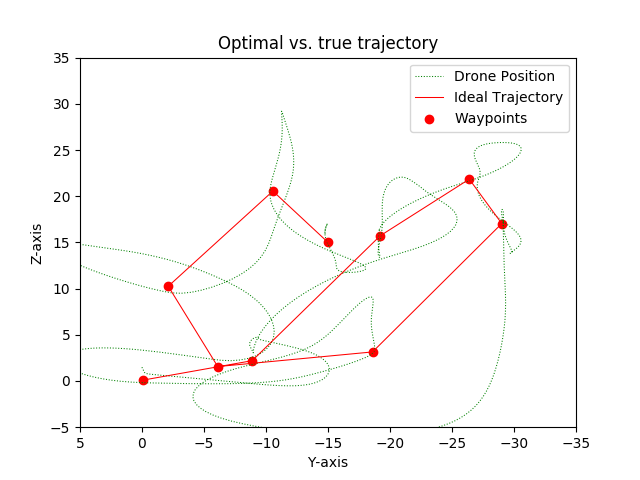 Optimal vs. true trajectory
Drone Position
Ideal Trajectory
Waypoints
Z-axis
35
30
25
20
15
10
5
0
−5
5 0 −5 −10 −15 −20 −25 −30 −35
Y-axis